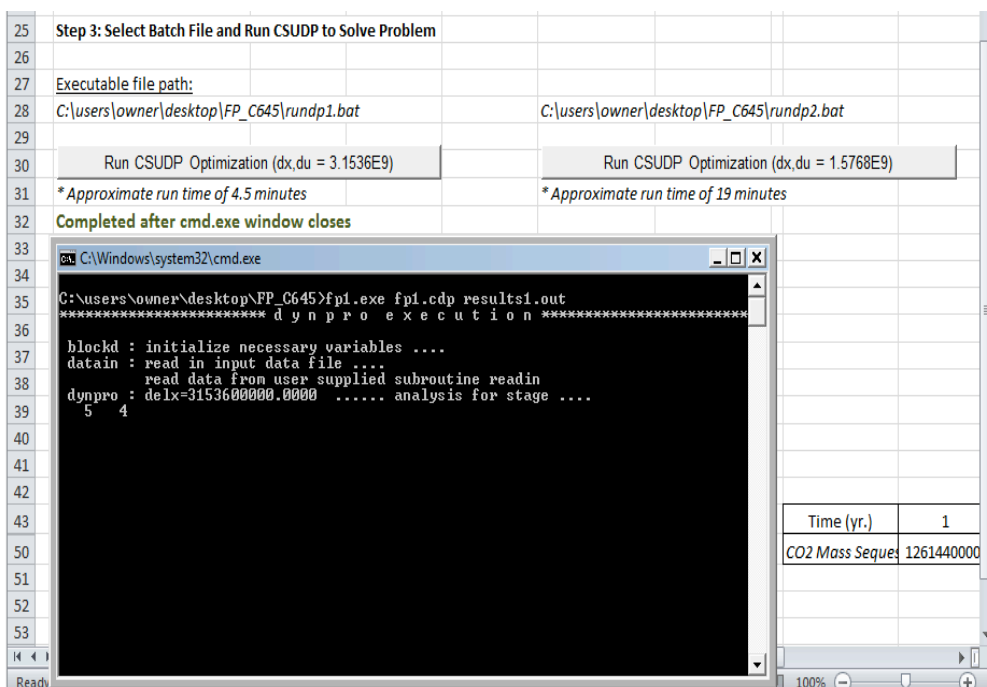 25 Step 3: Select Batch File and Run CSUDP to Solve Problem
26
27 Executable file path:
28 C:\users\owner\desktop\FP_C645\rundp1.bat C:\users\owner\desktop\FP_C645\rundp2.bat
29
30 Run CSUDP Optimization (dx,du = 3.1536E9) Run CSUDP Optimization (dx,du = 1.5768E9)
31 * Approximate run time of 4.5 minutes * Approximate run time of 19 minutes
32 Completed after cmd.exe window closes
33
C:\Windows\system32\cmd.exe
34
35 C:\users\owner\desktop\FP_C645>fp1.exe fp1.cdp results1.out
************************ d y n p r o e x e c u t i o n ************************
36
37 blockd : initialize necessary variables ....
datain : read in input data file ....
38 read data from user supplied subroutine readin
dynpro : delx=3153600000.0000 ...... analysis for stage ....
39 5 4
40
41
42
43 Time (yr.) 1
50 CO2 Mass Seques 1261440000
51
52
53
Ready 100%